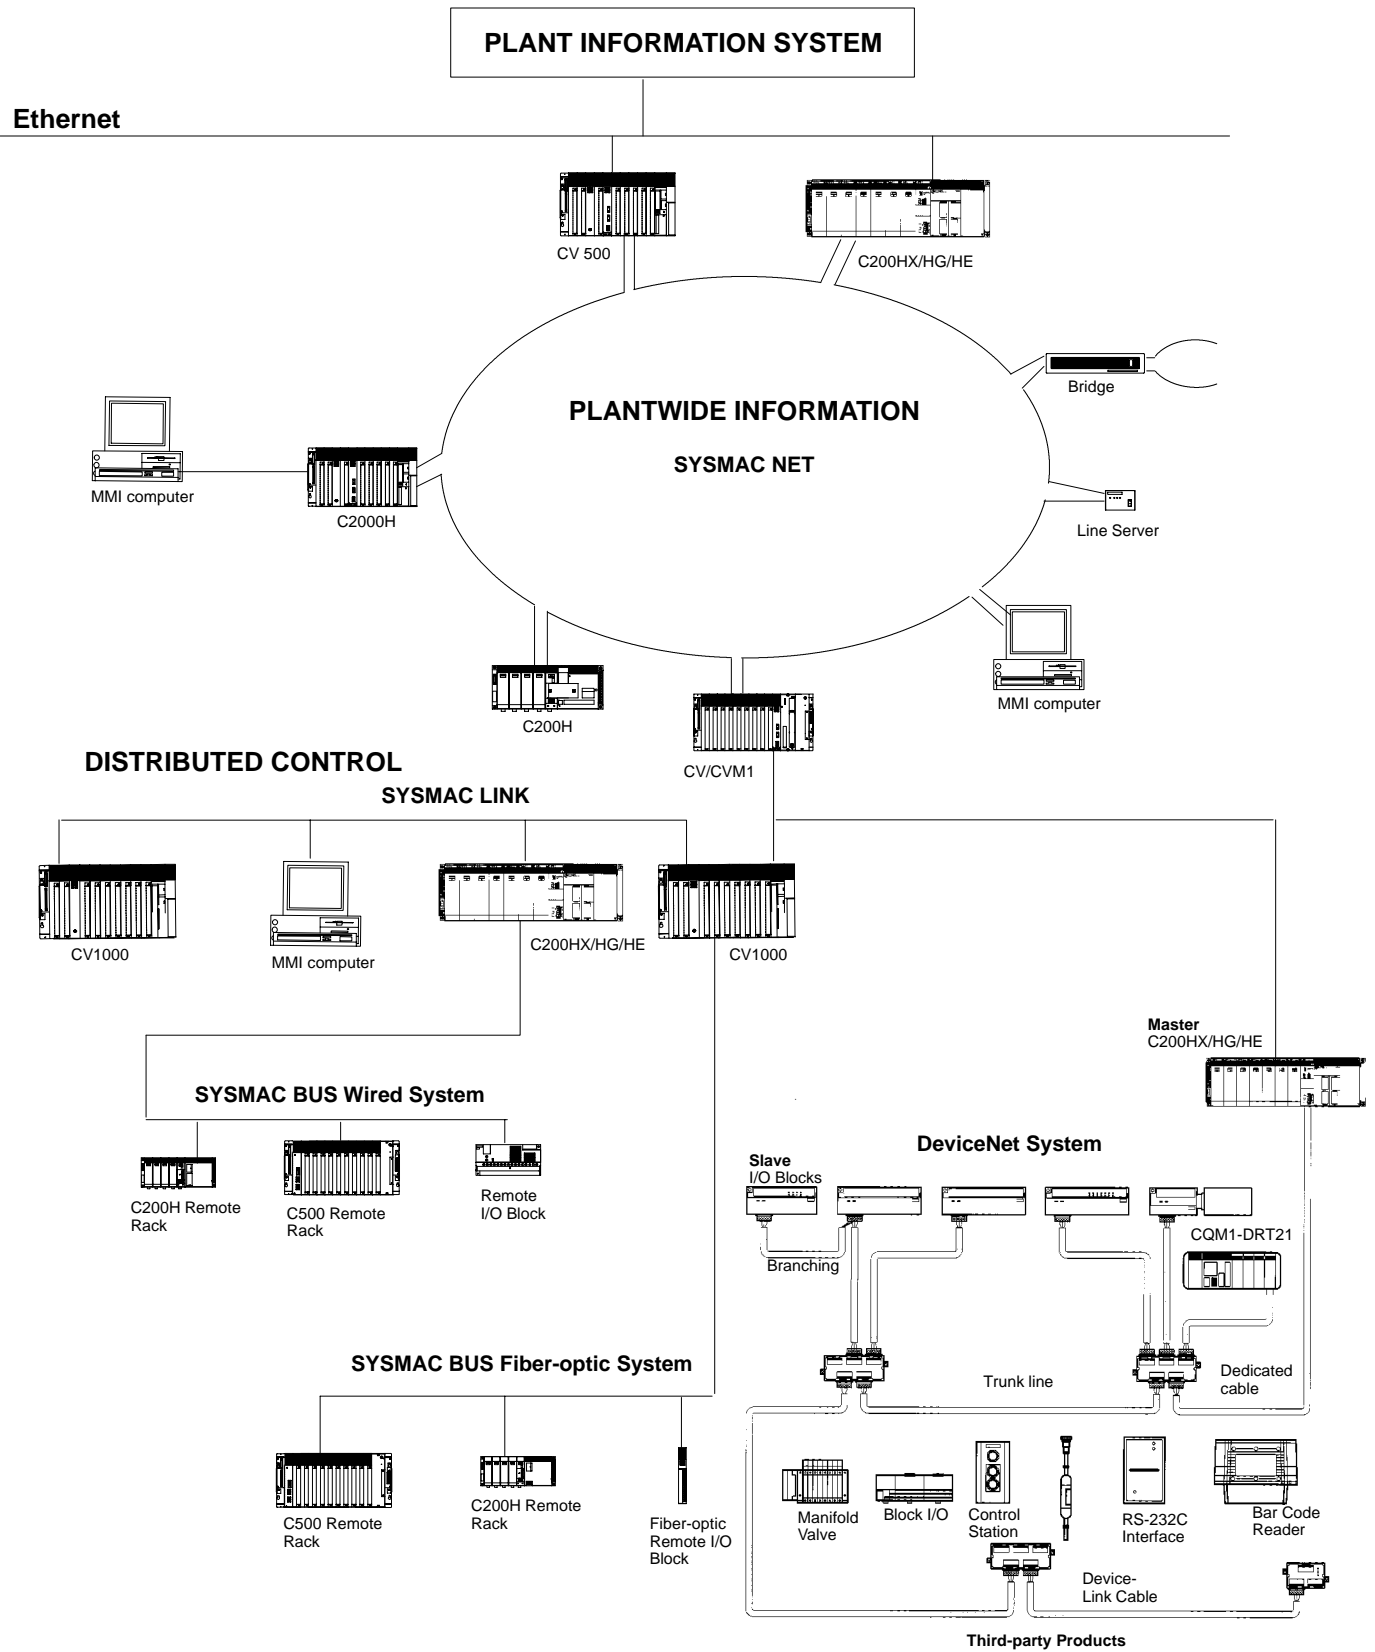 PLANT INFORMATION SYSTEM
Ethernet
CV 500
C200HX/HG/HE
Bridge
PLANTWIDE INFORMATION
SYSMAC NET
MMI computer
C2000H
Line Server
MMI computer
C200H
CV/CVM1
DISTRIBUTED CONTROL
SYSMAC LINK
CV1000
MMI computer
C200HX/HG/HE
CV1000
Master
C200HX/HG/HE
SYSMAC BUS Wired System
C200H Remote
Rack
C500 Remote
Rack
Remote
I/O Block
DeviceNet System
Slave
I/O Blocks
CQM1-DRT21
Branching
Trunk line
Dedicated
cable
SYSMAC BUS Fiber-optic System
C500 Remote
Rack
C200H Remote
Rack
Fiber-optic
Remote I/O
Block
Manifold
Valve
Block I/O
Control
Station
RS-232C
Interface
Bar Code
Reader
Device-
Link Cable
Third-party Products